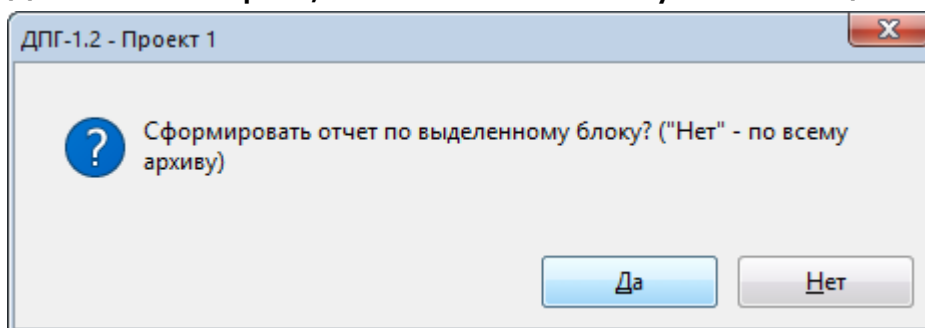 ДПГ-1.2 - Проект 1
Сформировать отчет по выделенному блоку? ("Нет" - по всему
архиву)
Да
Нет